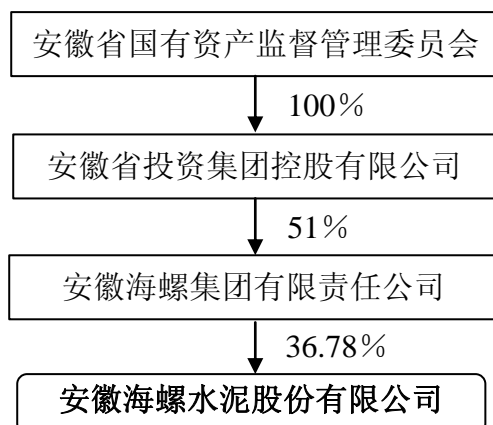 安徽省国有资产监督管理委员会
100％
安徽省投资集团控股有限公司
51％
安徽海螺集团有限责任公司
36.78％
安徽海螺水泥股份有限公司